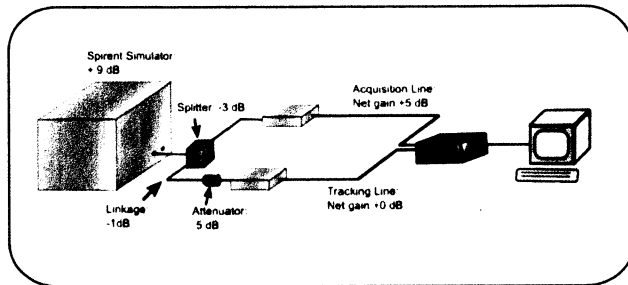 Spirent Simulator
+ 9 dB
Splitter -3 dB
Acquisition Line:
Net gain +5 dB
Linkage
-1dB
Attenuator:
5 dB
Tracking Line:
Net gain +0 dB